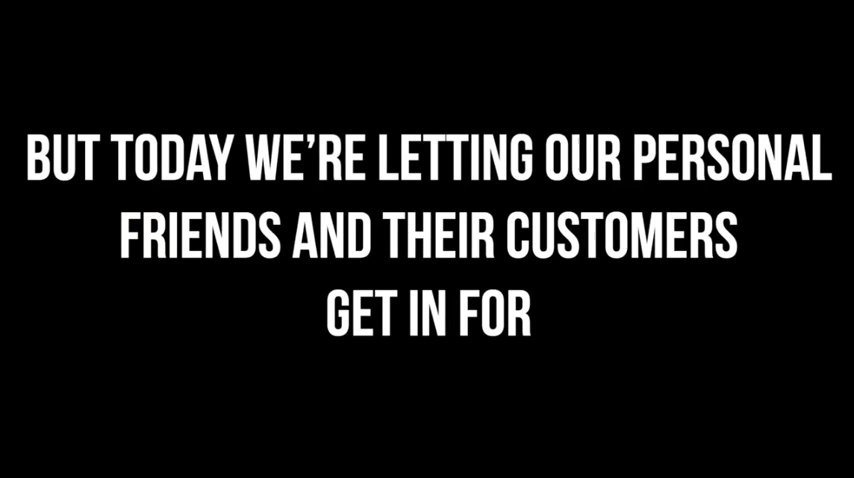 BUT TODAY WE'RE LETTING OUR PERSONAL
FRIENDS AND THEIR CUSTOMERS
GET IN FOR